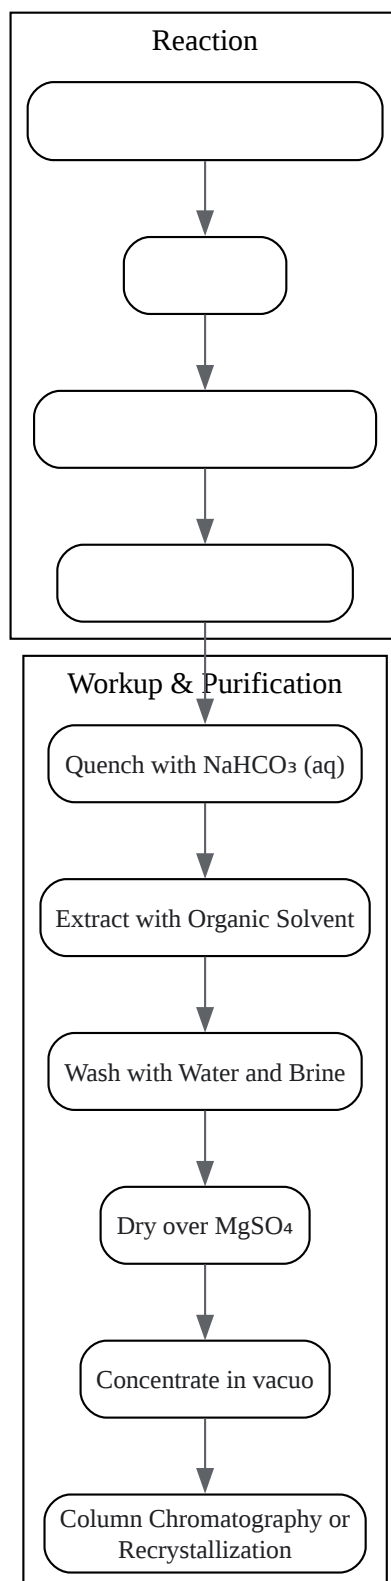 Reaction
Workup & Purification
Quench with NaHCO₃ (aq)
Extract with Organic Solvent
Wash with Water and Brine
Dry over MgSO₄
Concentrate in vacuo
Column Chromatography or
Recrystallization